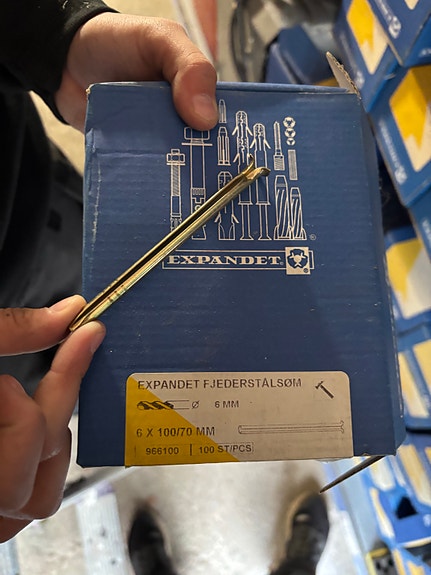 EXPANDET
®
EXPANDET FJEDERSTÅLSØM
Ø 6 MM
6 X 100/70 MM
966100 100 ST/PCS